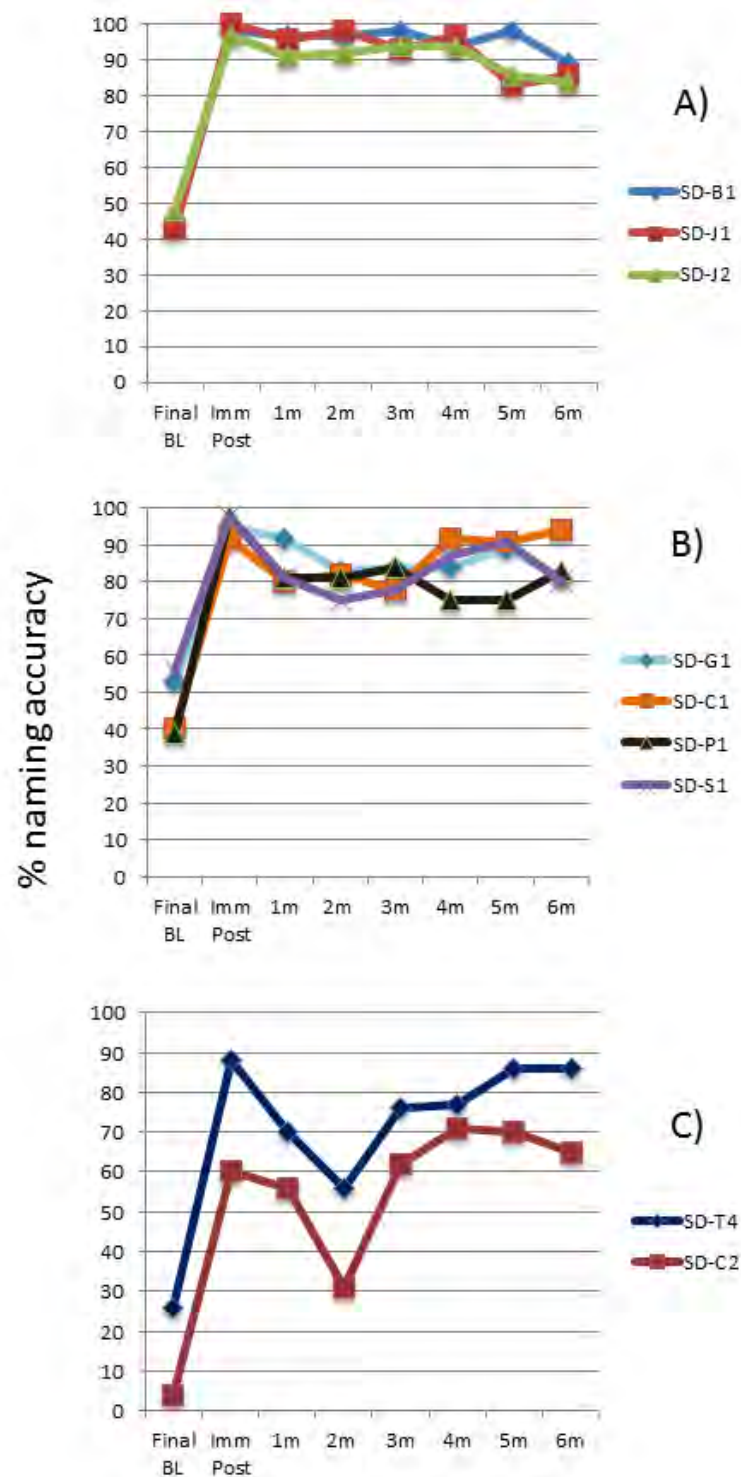 % naming accuracy
A)
100
90
80
70
60
50
40
30
20
10
0
Final BL
Imm Post
1m
2m
3m
4m
5m
6m
SD-B1
SD-J1
SD-J2
B)
100
90
80
70
60
50
40
30
20
10
0
Final BL
Imm Post
1m
2m
3m
4m
5m
6m
SD-G1
SD-C1
SD-P1
SD-S1
C)
100
90
80
70
60
50
40
30
20
10
0
Final BL
Imm Post
1m
2m
3m
4m
5m
6m
SD-T4
SD-C2